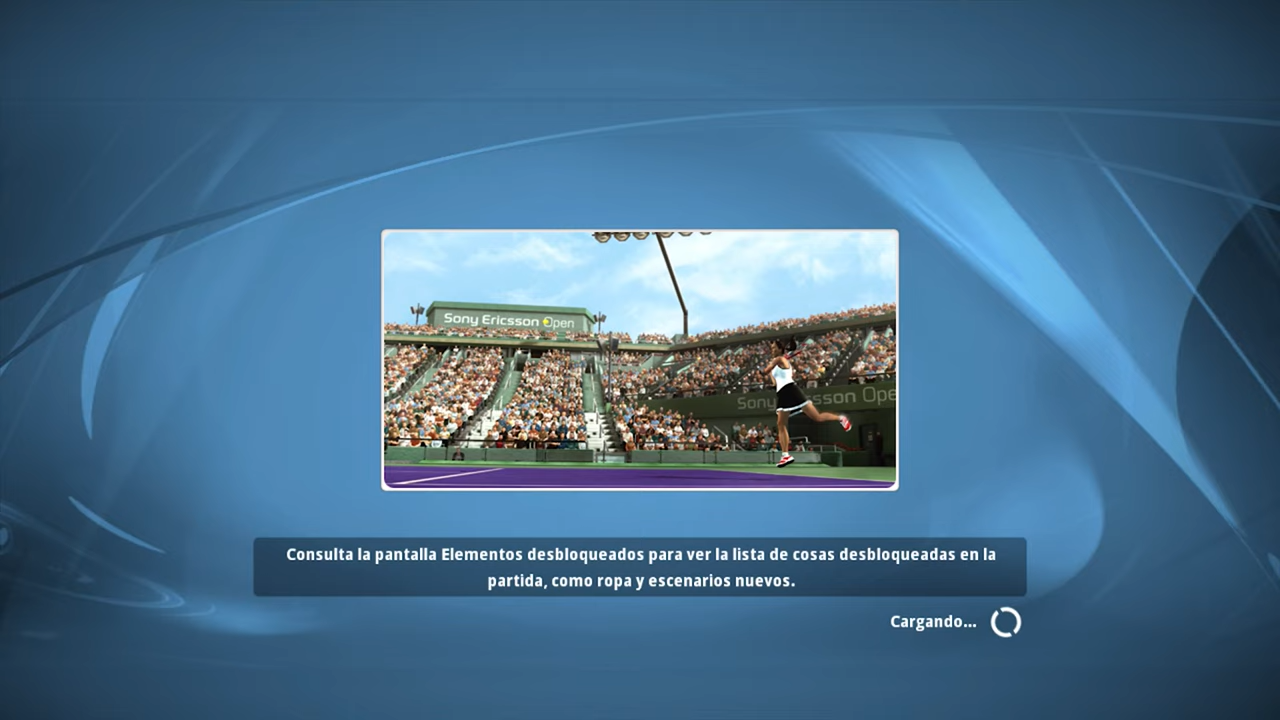 Sony Ericsson Open
Sony Ericsson Ope
Consulta la pantalla Elementos desbloqueados para ver la lista de cosas desbloqueadas en la
partida, como ropa y escenarios nuevos.
Cargando...